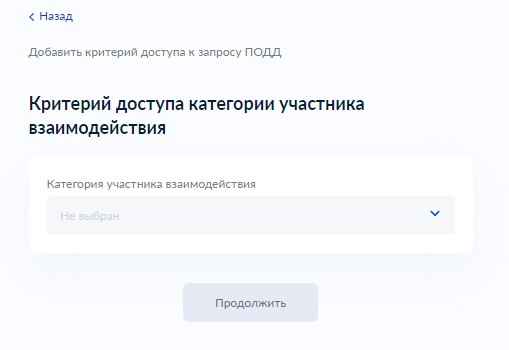 Назад
Добавить критерий доступа к запросу ПОДД
Критерий доступа категории участника
взаимодействия
Категория участника взаимодействия
Не выбран
Продолжить